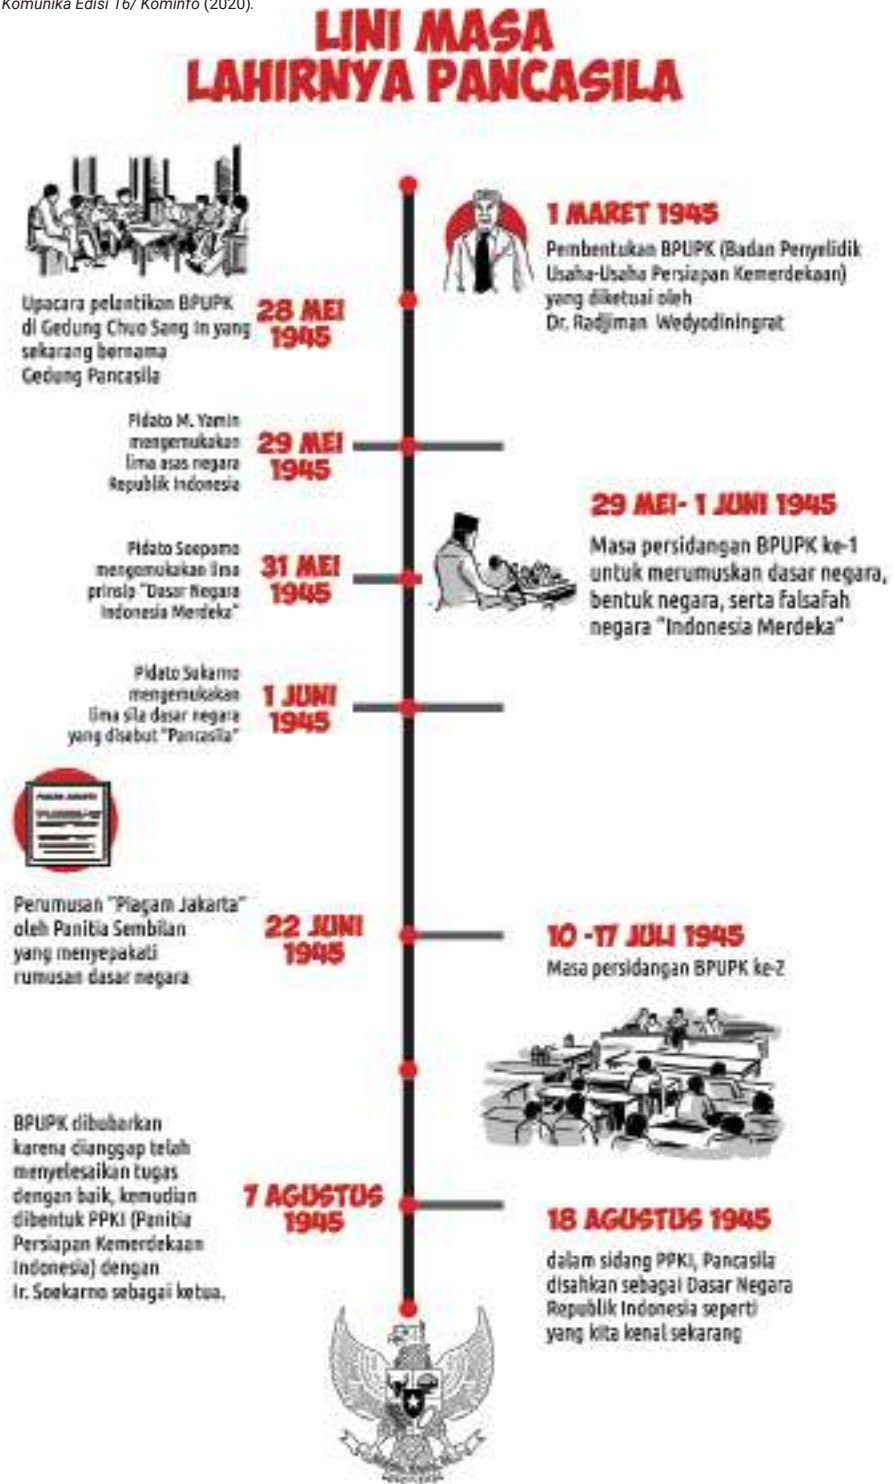 Komunika Edisi 16/ Kominfo (2020).
LINI MASA
LAHIRNYA PANCASILA
1 MARET 1945
Pembentukan BPUPK (Badan Penyelidik
Usaha-Usaha Persiapan Kemerdekaan)
yang diketuai oleh
Dr. Radjiman Wedyodiningrat
28 MEI
1945
Upacara pelantikan BPUPK
di Gedung Chuo Sang In yang
sekarang bernama
Gedung Pancasila
29 MEI
1945
Pidato M. Yamin
mengemukakan
lima asas negara
Republik Indonesia
29 MEI- 1 JUNI 1945
Masa persidangan BPUPK ke-1
untuk merumuskan dasar negara,
bentuk negara, serta falsafah
negara "Indonesia Merdeka"
31 MEI
1945
Pidato Soepomo
mengemukakan lima
prinsip "Dasar Negara
Indonesia Merdeka"
1 JUNI
1945
Pidato Sukarno
mengemukakan
lima sila dasar negara
yang disebut "Pancasila"
22 JUNI
1945
Perumusan "Piagam Jakarta"
oleh Panitia Sembilan
yang menyepakati
rumusan dasar negara
10 -17 JULI 1945
Masa persidangan BPUPK ke-2
7 AGUSTUS
1945
BPUPK dibubarkan
karena dianggap telah
menyelesaikan tugas
dengan baik, kemudian
dibentuk PPKI (Panitia
Persiapan Kemerdekaan
Indonesia) dengan
Ir. Soekarno sebagai ketua.
18 AGUSTUS 1945
dalam sidang PPKI, Pancasila
disahkan sebagai Dasar Negara
Republik Indonesia seperti
yang kita kenal sekarang